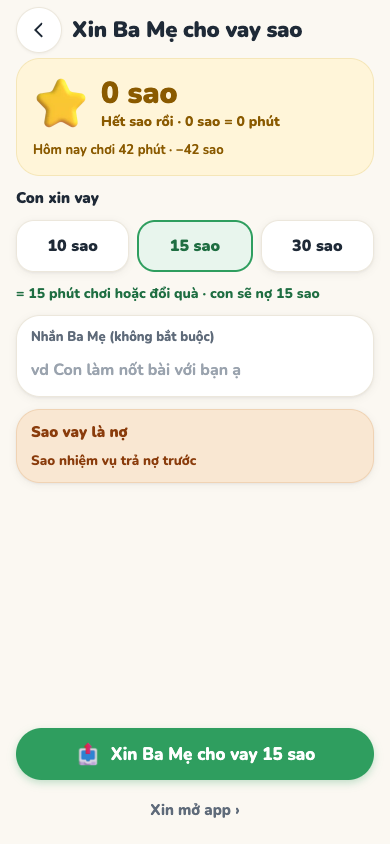 Xin Ba Mẹ cho vay sao
0 sao
Hết sao rồi · 0 sao = 0 phút
Hôm nay chơi 42 phút · −42 sao
Con xin vay
10 sao
15 sao
30 sao
= 15 phút chơi hoặc đổi quà · con sẽ nợ 15 sao
Nhắn Ba Mẹ (không bắt buộc)
vd Con làm nốt bài với bạn ạ
Sao vay là nợ
Sao nhiệm vụ trả nợ trước
Xin Ba Mẹ cho vay 15 sao
Xin mở app ›